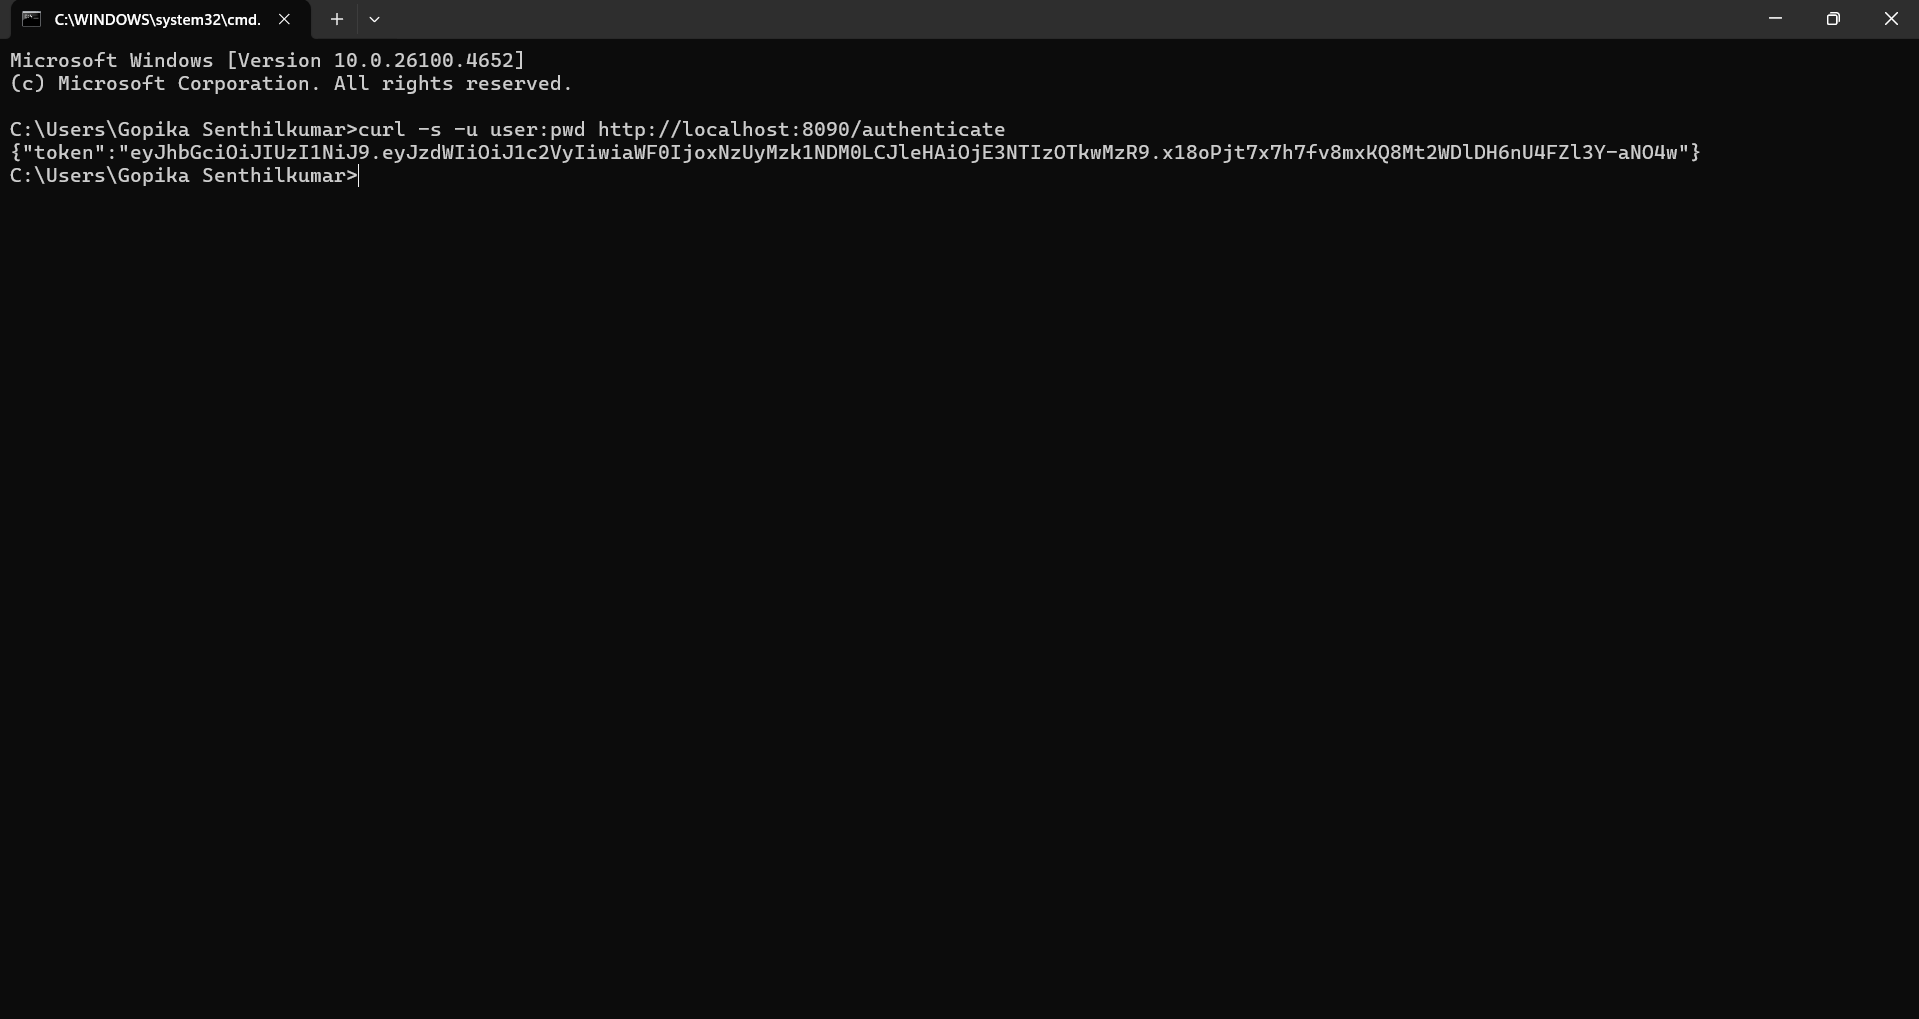 C:\WINDOWS\system32\cmd.
Microsoft Windows [Version 10.0.26100.4652]
(c) Microsoft Corporation. All rights reserved.
C:\Users\Gopika Senthilkumar>curl -s -u user:pwd http://localhost:8090/authenticate
{"token":"eyJhbGciOiJIUzI1NiJ9.eyJzdWIiOiJ1c2VyIiwiaWF0IjoxNzUyMzk1NDM0LCJleHAiOjE3NTIzOTkwMzR9.x18oPjt7x7h7fv8mxKQ8Mt2WDlDH6nU4FZl3Y-aNO4w"}
C:\Users\Gopika Senthilkumar>